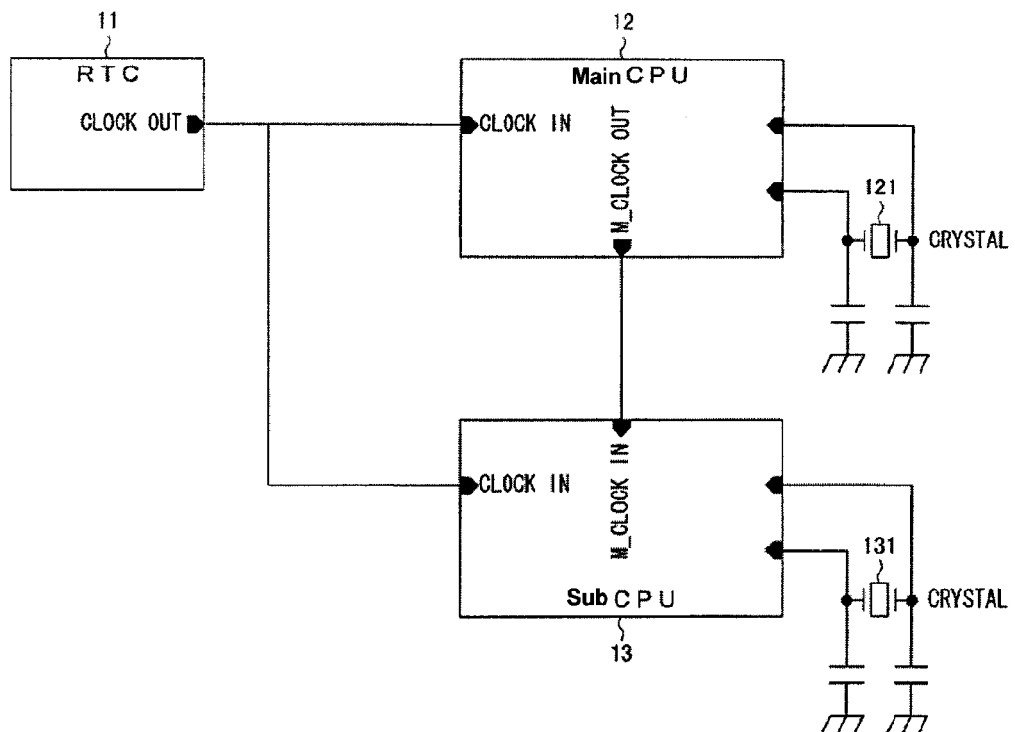 11
RTC
CLOCK OUT
12
Main CPU
CLOCK IN
M_CLOCK OUT
121
CRYSTAL
CLOCK IN
M_CLOCK IN
Sub CPU
13
131
CRYSTAL